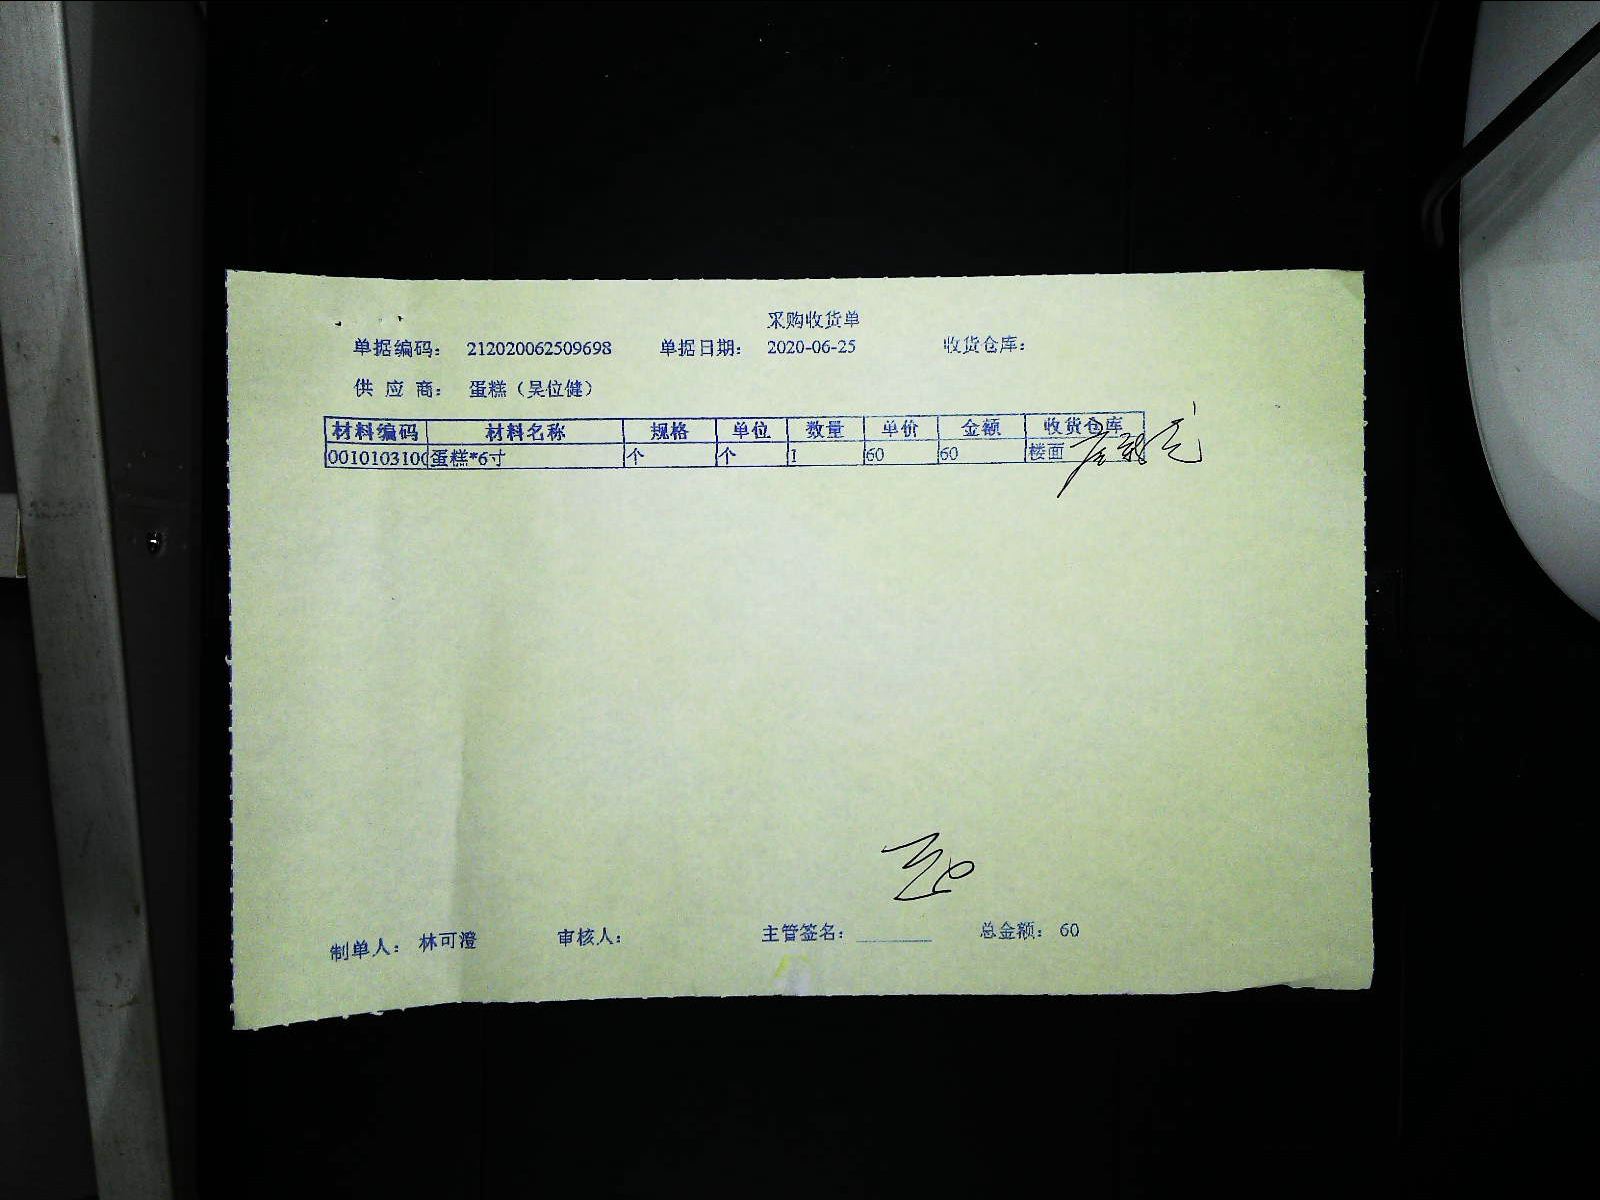 采购收货单
单据编码： 212020062509698 单据日期： 2020-06-25 收货仓库：
供 应 商： 蛋糕（吴位健）
材料编码 材料名称 规格 单位 数量 单价 金额 收货仓库
0010103100 蛋糕*6寸 个 个 1 60 60 楼面
制单人： 林可澄 审核人： 主管签名： 总金额： 60